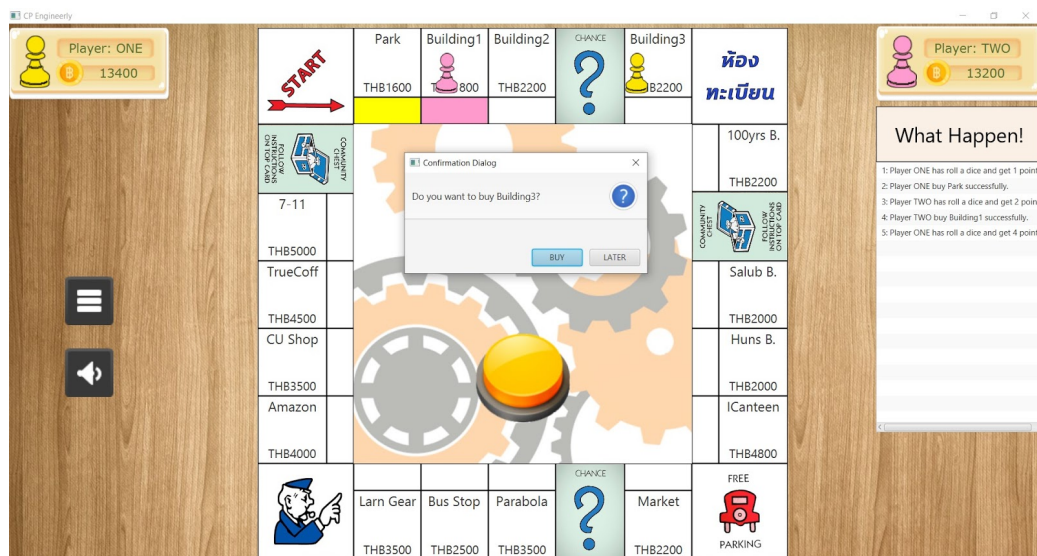 CP Engineerly
Player: ONE
13400
START
Park
THB1600
Building1
800
Building2
THB2200
CHANCE
Building3
B2200
ห้อง
ทะเบียน
Player: TWO
13200
What Happen!
1: Player ONE has roll a dice and get 1 point
2: Player ONE buy Park successfully.
3: Player TWO has roll a dice and get 2 poin
4: Player TWO buy Building1 successfully.
5: Player ONE has roll a dice and get 4 point
COMMUNITY
CHEST
FOLLOW
INSTRUCTIONS
ON TOP CARD
7-11
THB5000
TrueCoff
THB4500
CU Shop
THB3500
Amazon
THB4000
Confirmation Dialog
Do you want to buy Building3?
BUY
LATER
100yrs B.
THB2200
COMMUNITY
CHEST
FOLLOW
INSTRUCTIONS
ON TOP CARD
Salub B.
THB2000
Huns B.
THB2000
ICanteen
THB4800
Larn Gear
THB3500
Bus Stop
THB2500
Parabola
THB3500
CHANCE
Market
THB2200
FREE
PARKING